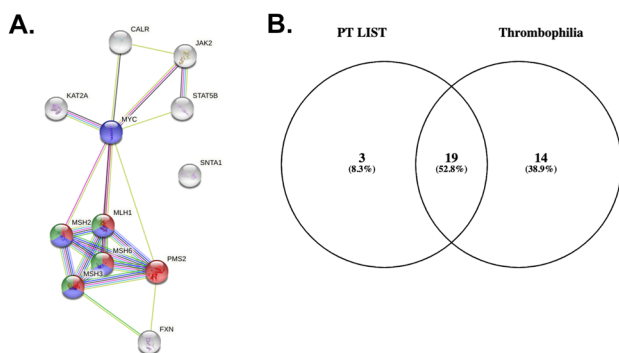 A.
CALR
JAK2
KAT2A
STAT5B
MYC
SNTA1
MLH1
MSH2
MSH6
PMS2
MSH3
FXN
B.
PT LIST Thrombophilia
3 19 14
(8.3%) (52.8%) (38.9%)